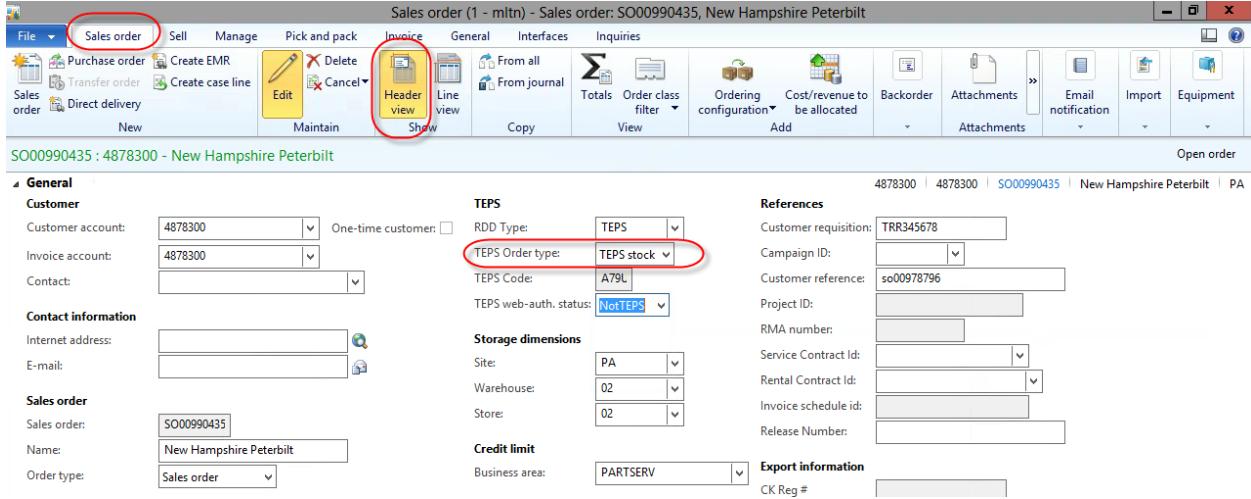 Sales order (1 - mltn) - Sales order: SO00990435, New Hampshire Peterbilt
File Sales order Sell Manage Pick and pack Invoice General Interfaces Inquiries
Sales order
Purchase order
Transfer order
Direct delivery
Create EMR
Create case line
New
Edit
Delete
Cancel
Maintain
Header view
Line view
Show
From all
From journal
Copy
Totals
Order class filter
View
Ordering configuration
Cost/revenue to be allocated
Add
Backorder
Attachments
»
Attachments
Email notification
Import
Equipment
SO00990435 : 4878300 - New Hampshire Peterbilt
Open order
General
4878300 4878300 SO00990435 New Hampshire Peterbilt PA
Customer
Customer account: 4878300 One-time customer:
Invoice account: 4878300
Contact:
Contact information
Internet address:
E-mail:
Sales order
Sales order: SO00990435
Name: New Hampshire Peterbilt
Order type: Sales order
TEPS
RDD Type: TEPS
TEPS Order type: TEPS stock
TEPS Code: A79L
TEPS web-auth. status: NotTEPS
Storage dimensions
Site: PA
Warehouse: 02
Store: 02
Credit limit
Business area: PARTSERV
References
Customer requisition: TRR345678
Campaign ID:
Customer reference: so00978796
Project ID:
RMA number:
Service Contract Id:
Rental Contract Id:
Invoice schedule id:
Release Number:
Export information
CK Reg #